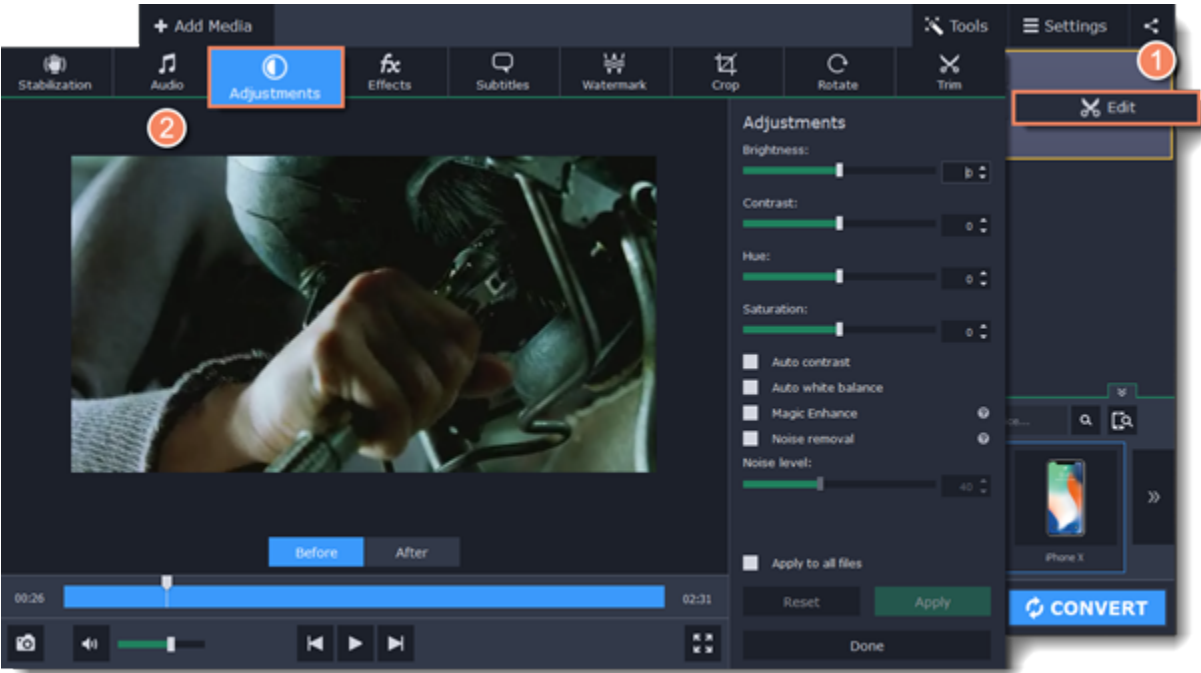 + Add Media
Tools
Settings
1
Stabilization
Audio
Adjustments
Effects
Subtitles
Watermark
Crop
Rotate
Trim
Edit
2
Adjustments
Brightness:
0
Contrast:
0
Hue:
0
Saturation:
0
Auto contrast
Auto white balance
Magic Enhance
Noise removal
Noise level:
40
iPhone X
Before
After
Apply to all files
00:26
02:31
Reset
Apply
CONVERT
Done